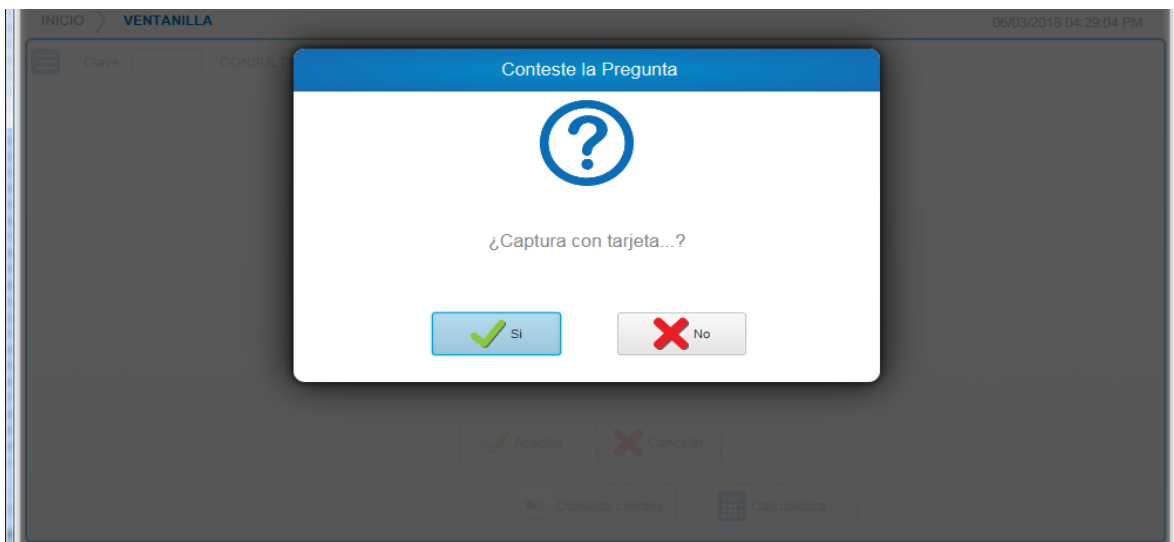 INICIO VENTANILLA 06/03/2018 04:29:04 PM
Clave CONSULT
Conteste la Pregunta
?
¿Captura con tarjeta...?
Si No
Aceptar Cancelar
Consulta clientes Calculadora